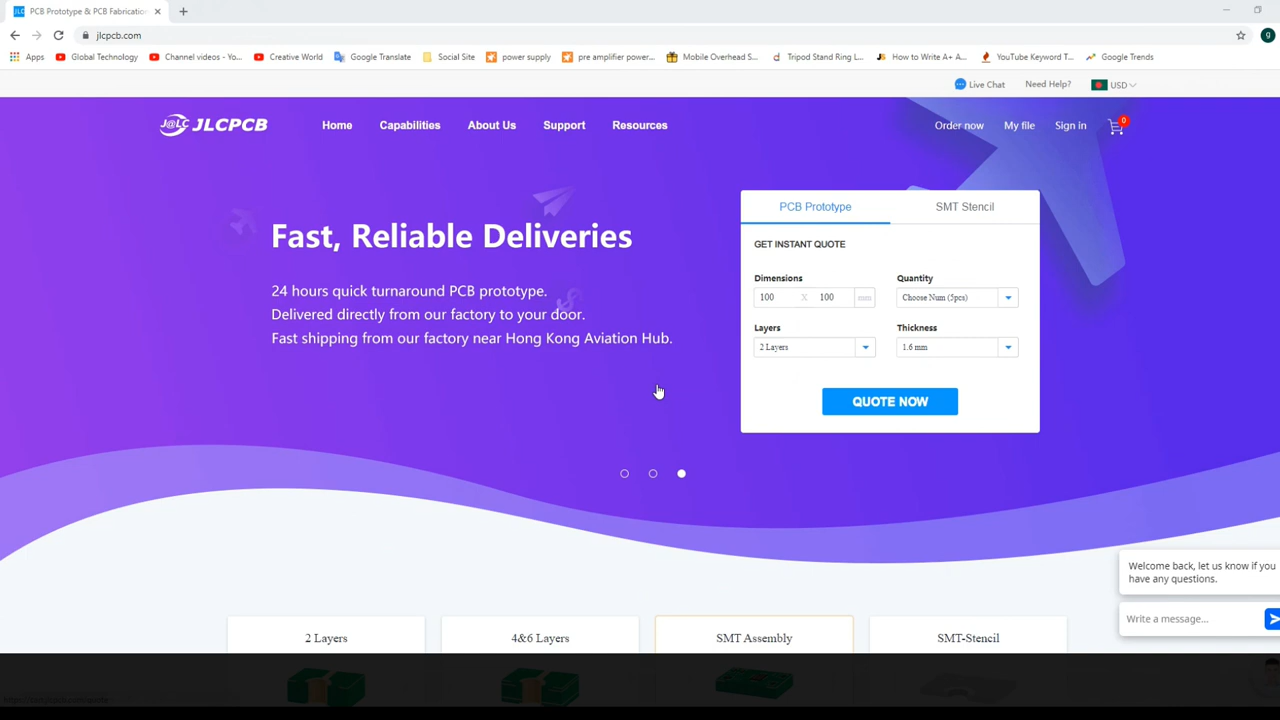 JLC PCB Prototype & PCB Fabricatio
jlcpcb.com g
Apps Global Technology Channel videos - Yo... Creative World Google Translate Social Site power supply pre amplifier power... Mobile Overhead S... Tripod Stand Ring L... How to Write A+ A... YouTube Keyword T... Google Trends
Live Chat Need Help? USD
J@LC JLCPCB Home Capabilities About Us Support Resources Order now My file Sign in 0
PCB Prototype SMT Stencil
Fast, Reliable Deliveries
GET INSTANT QUOTE
24 hours quick turnaround PCB prototype.
Delivered directly from our factory to your door.
Fast shipping from our factory near Hong Kong Aviation Hub.
Dimensions Quantity
100 X 100 mm Choose Num (5pcs)
Layers Thickness
2 Layers 1.6 mm
QUOTE NOW
Welcome back, let us know if you
have any questions.
Write a message...
2 Layers 4&6 Layers SMT Assembly SMT-Stencil